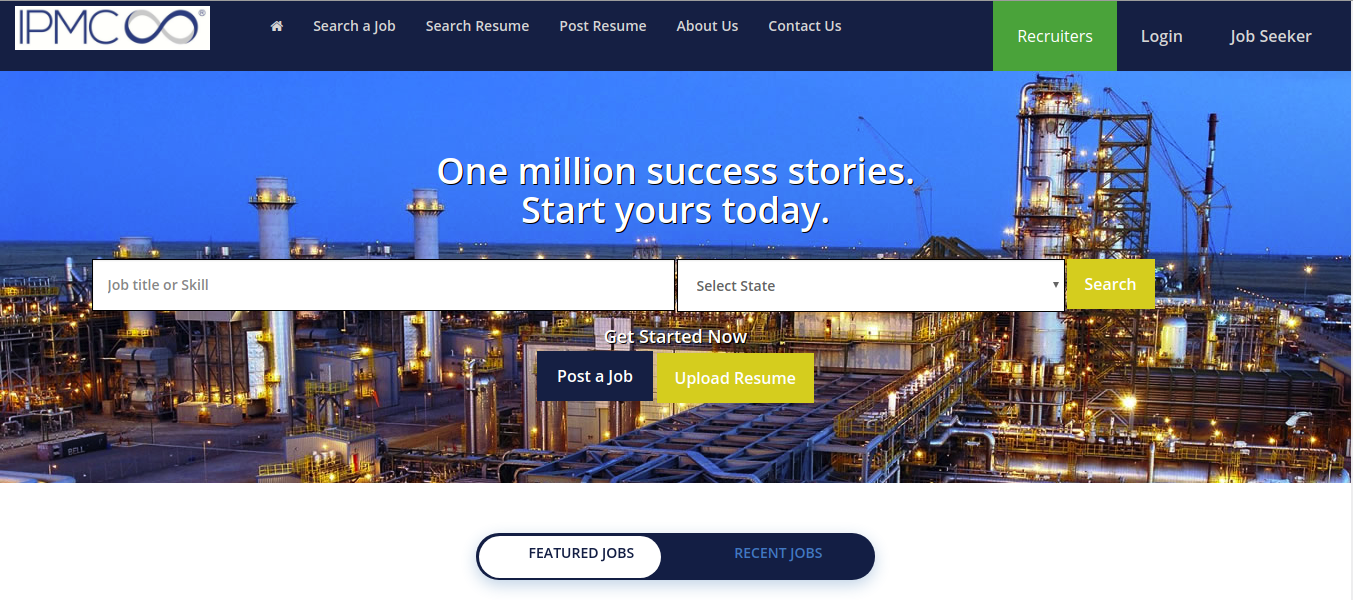 IPMC ®
Search a Job
Search Resume
Post Resume
About Us
Contact Us
Recruiters
Login
Job Seeker
One million success stories.
Start yours today.
Job title or Skill
Select State
Search
Get Started Now
Post a Job
Upload Resume
BELL
FEATURED JOBS
RECENT JOBS